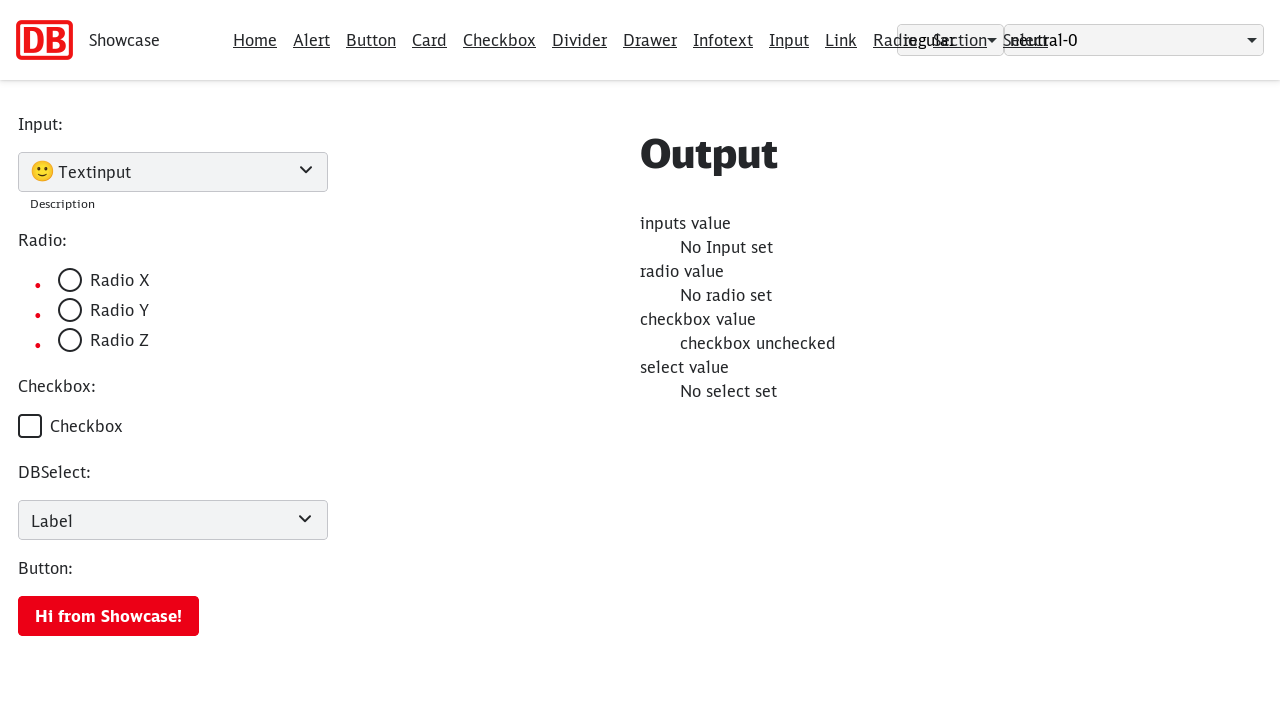 DB Showcase Home Alert Button Card Checkbox Divider Drawer Infotext Input Link Radio Section Select
regular neutral-0
Input:
🙂 Textinput
Description
Radio:
Radio X
Radio Y
Radio Z
Checkbox:
Checkbox
DBSelect:
Label
Button:
Hi from Showcase!
Output
inputs value
No Input set
radio value
No radio set
checkbox value
checkbox unchecked
select value
No select set